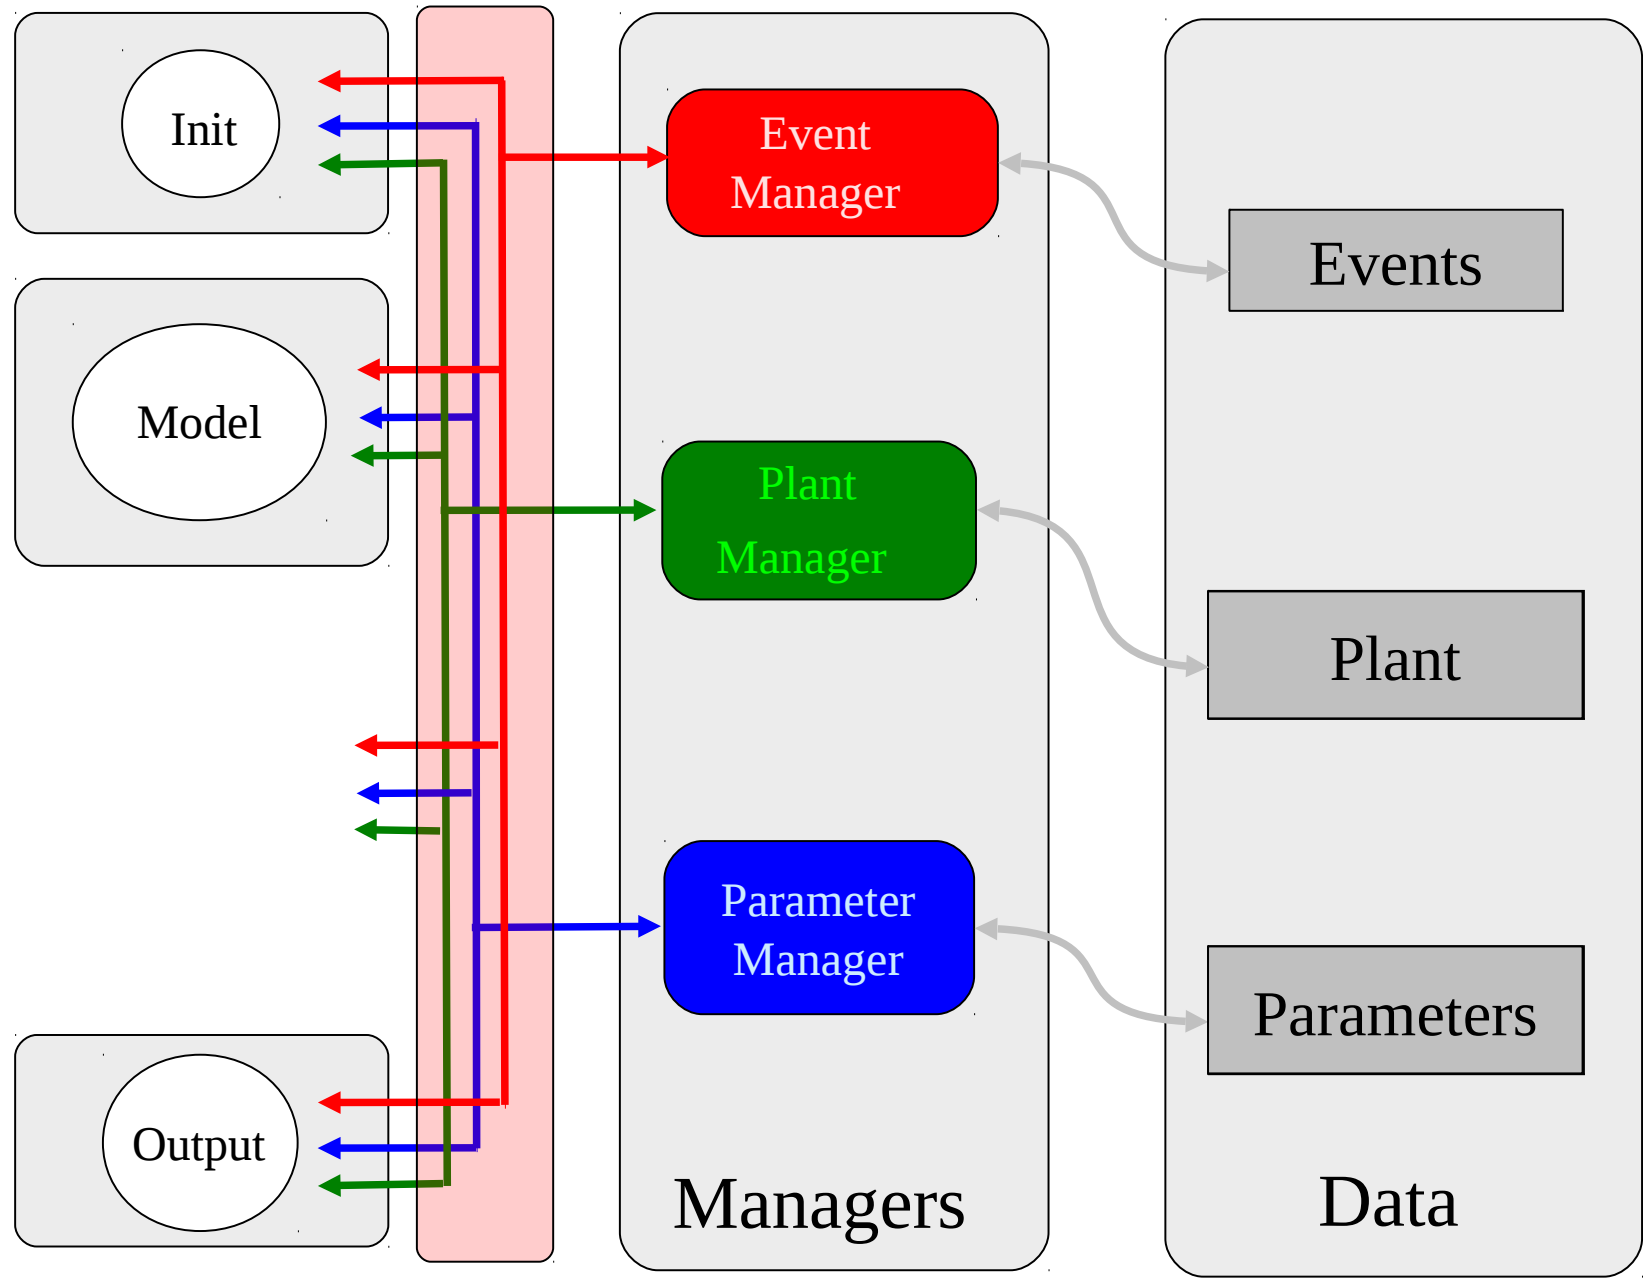 Init
Model
Output
Event
Manager
Plant
Manager
Parameter
Manager
Managers
Events
Plant
Parameters
Data